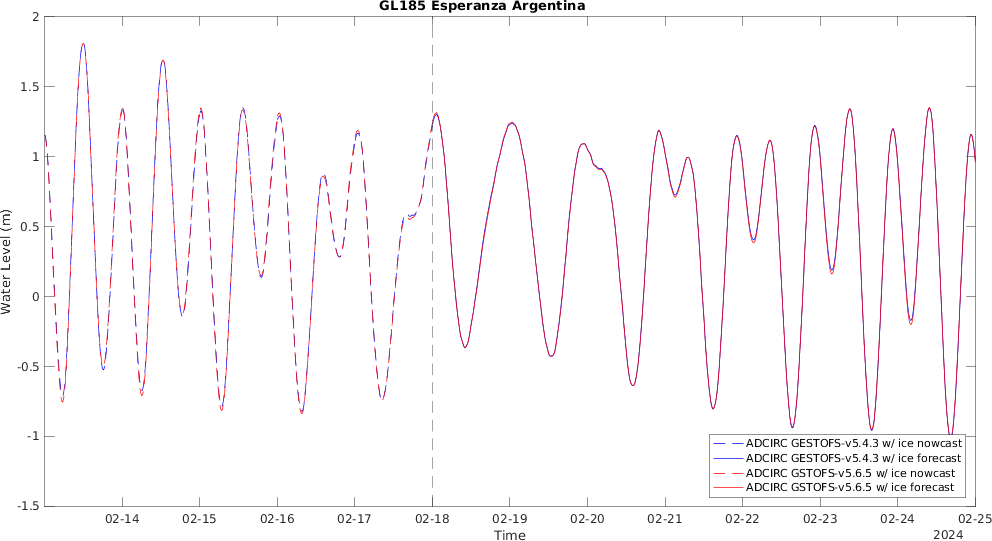 GL185 Esperanza Argentina
Water Level (m)
2
1.5
1
0.5
0
-0.5
-1
-1.5
ADCIRC GESTOFS-v5.4.3 w/ ice nowcast
ADCIRC GESTOFS-v5.4.3 w/ ice forecast
ADCIRC GSTOFS-v5.6.5 w/ ice nowcast
ADCIRC GSTOFS-v5.6.5 w/ ice forecast
02-14 02-15 02-16 02-17 02-18 02-19 02-20 02-21 02-22 02-23 02-24 02-25
Time
2024